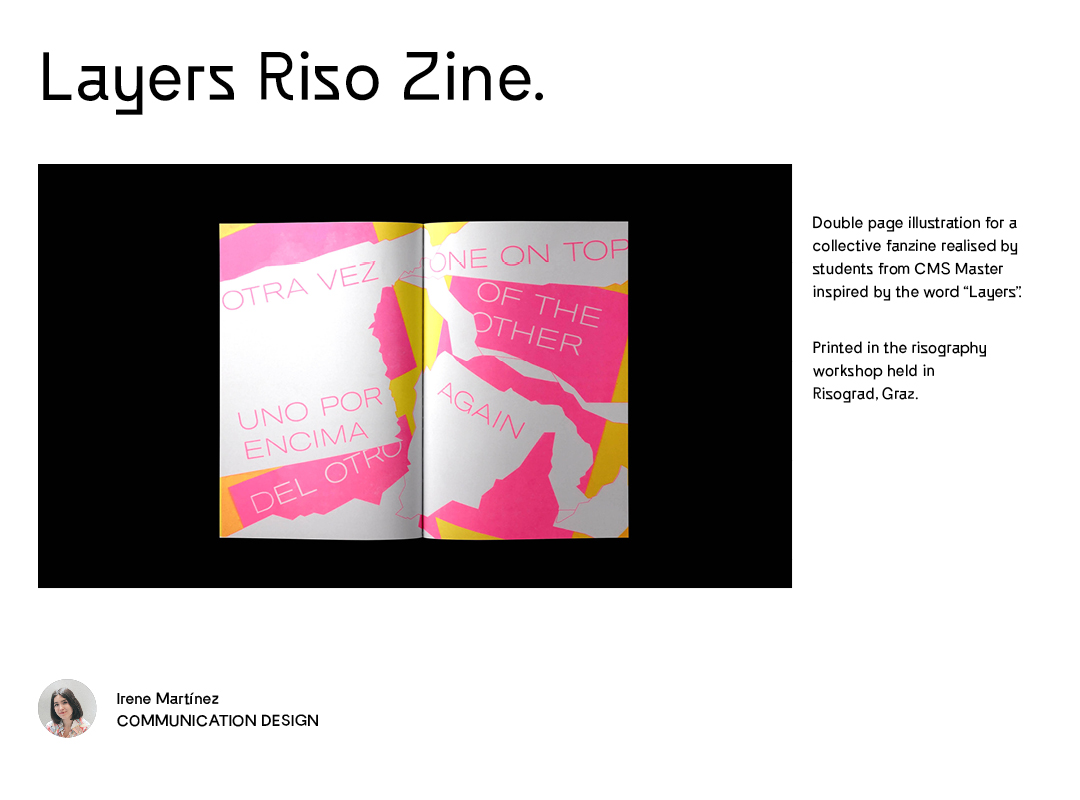 Layers Riso Zine.
OTRA VEZ
UNO POR
ENCIMA
DEL OTRO
ONE ON TOP
OF THE
OTHER
AGAIN
Double page illustration for a
collective fanzine realised by
students from CMS Master
inspired by the word “Layers”.
Printed in the risography
workshop held in
Risograd, Graz.
Irene Martínez
COMMUNICATION DESIGN